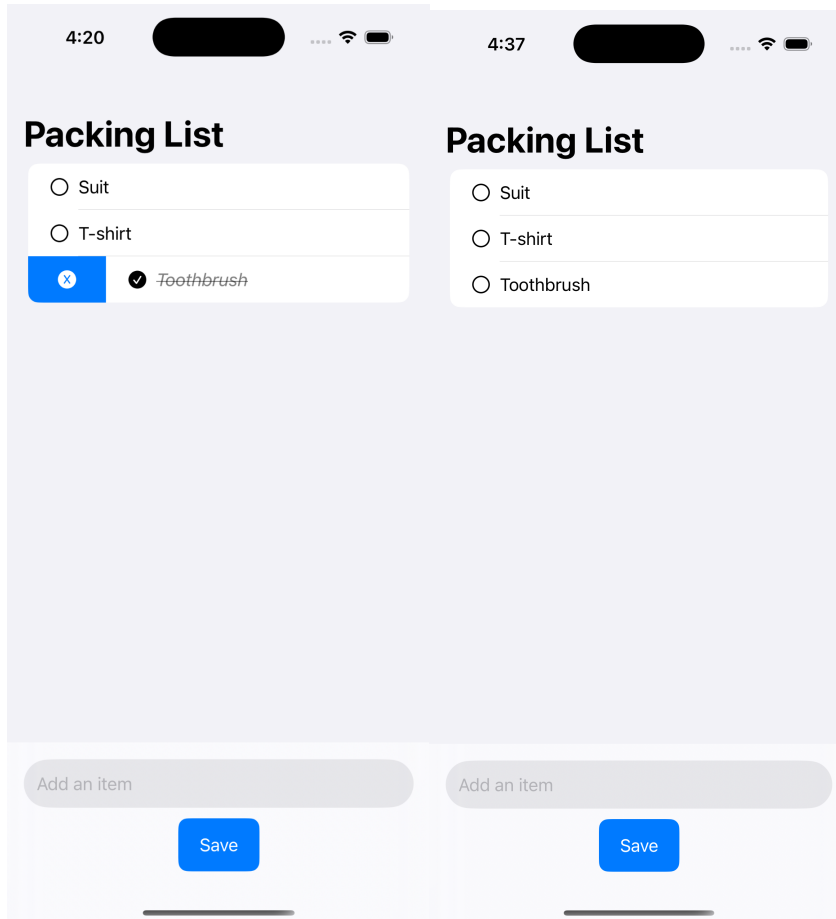 4:20
Packing List
Suit
T-shirt
X
Toothbrush
Add an item
Save
4:37
Packing List
Suit
T-shirt
Toothbrush
Add an item
Save